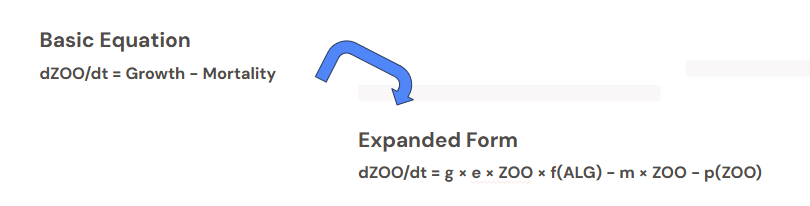 Basic Equation
dZOO/dt = Growth - Mortality
Expanded Form
dZOO/dt = g × e × ZOO × f(ALG) - m × ZOO - p(ZOO)